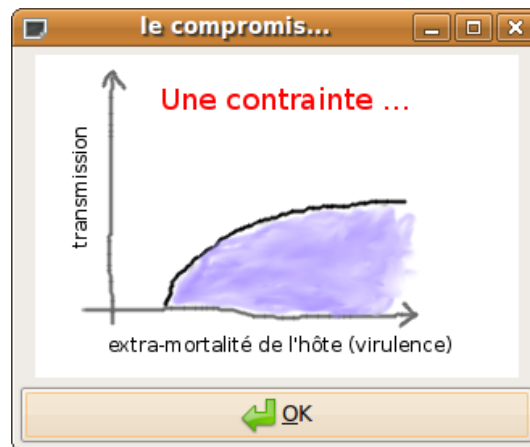 le compromis...
Une contrainte ...
transmission
extra-mortalité de l'hôte (virulence)
OK